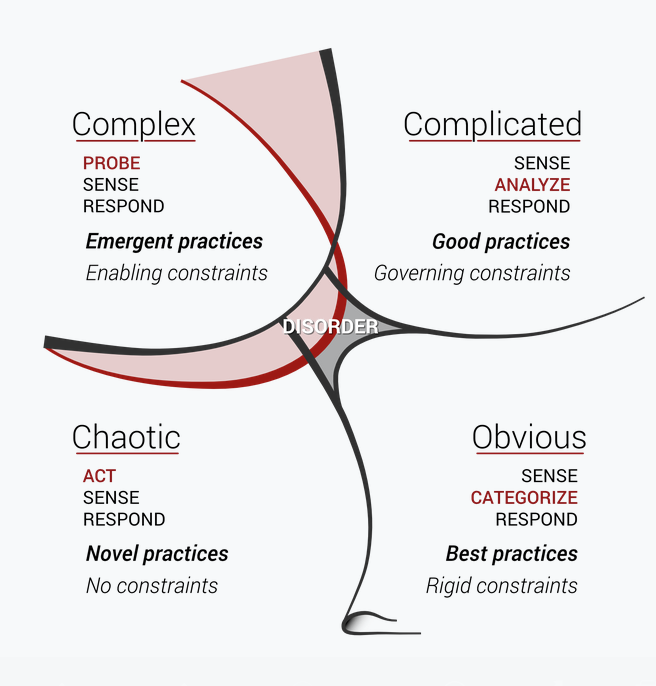 Complex
PROBE
SENSE
RESPOND
Emergent practices
Enabling constraints
Complicated
SENSE
ANALYZE
RESPOND
Good practices
Governing constraints
DISORDER
Chaotic
ACT
SENSE
RESPOND
Novel practices
No constraints
Obvious
SENSE
CATEGORIZE
RESPOND
Best practices
Rigid constraints